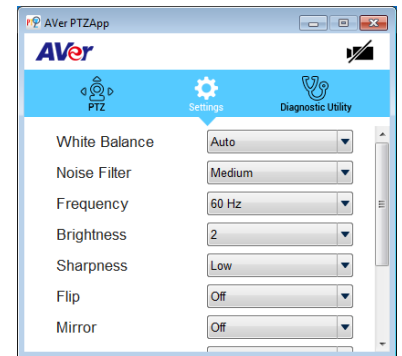 AVer PTZApp
AVer
PTZ Settings Diagnostic Utility
White Balance Auto
Noise Filter Medium
Frequency 60 Hz
Brightness 2
Sharpness Low
Flip Off
Mirror Off